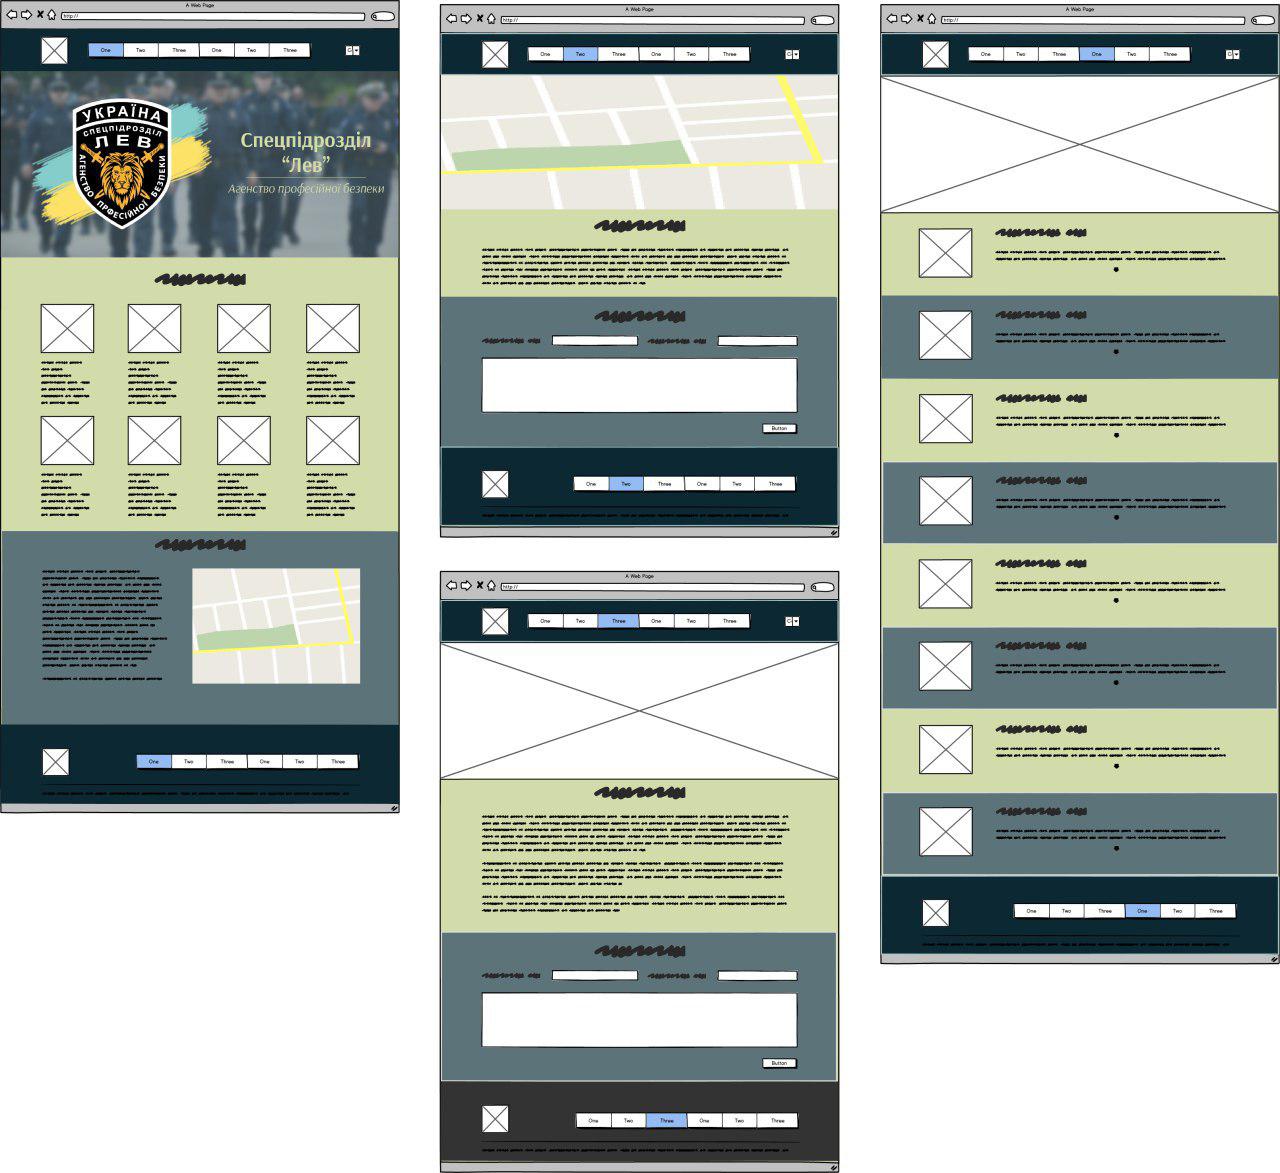 A Web Page
http://
One Two Three One Two Three
УКРАЇНА
СПЕЦПІДРОЗДІЛ
ЛЕВ
АГЕНСТВО
ПРФЕСІЙНОЇ
БЕЗПЕКИ
Спецпідрозділ
“Лев”
Агенство професійної безпеки
One Two Three One Two Three
A Web Page
http://
One Two Three One Two Three
Button
One Two Three One Two Three
A Web Page
http://
One Two Three One Two Three
Button
One Two Three One Two Three
A Web Page
http://
One Two Three One Two Three
One Two Three One Two Three